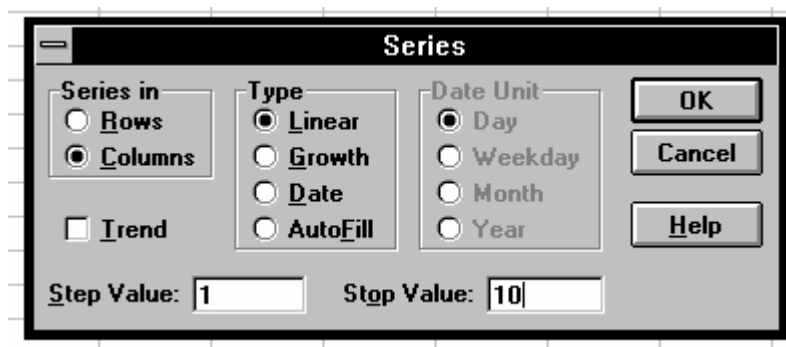 Series
Series in
Rows
Columns
Trend
Type
Linear
Growth
Date
AutoFill
Date Unit
Day
Weekday
Month
Year
OK
Cancel
Help
Step Value: 1
Stop Value: 10